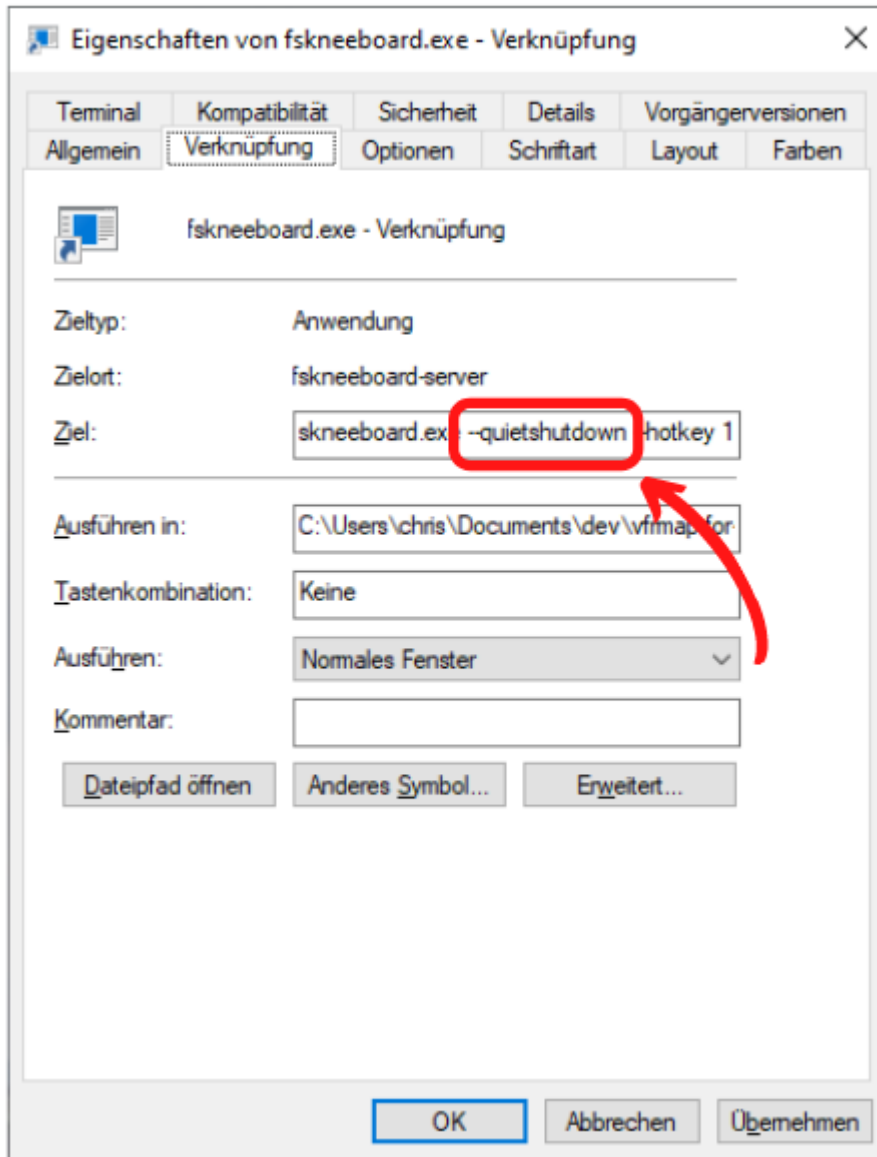 Eigenschaften von fskneeboard.exe - Verknüpfung
Terminal Kompatibilität Sicherheit Details Vorgängerversionen
Allgemein Verknüpfung Optionen Schriftart Layout Farben
fskneeboard.exe - Verknüpfung
Zieltyp: Anwendung
Zielort: fskneeboard-server
Ziel: skneeboard.exe --quietshutdown --hotkey 1
Ausführen in: C:\Users\chris\Documents\dev\vfrmap-for-
Tastenkombination: Keine
Ausführen: Normales Fenster
Kommentar:
Dateipfad öffnen Anderes Symbol... Erweitert...
OK Abbrechen Übernehmen